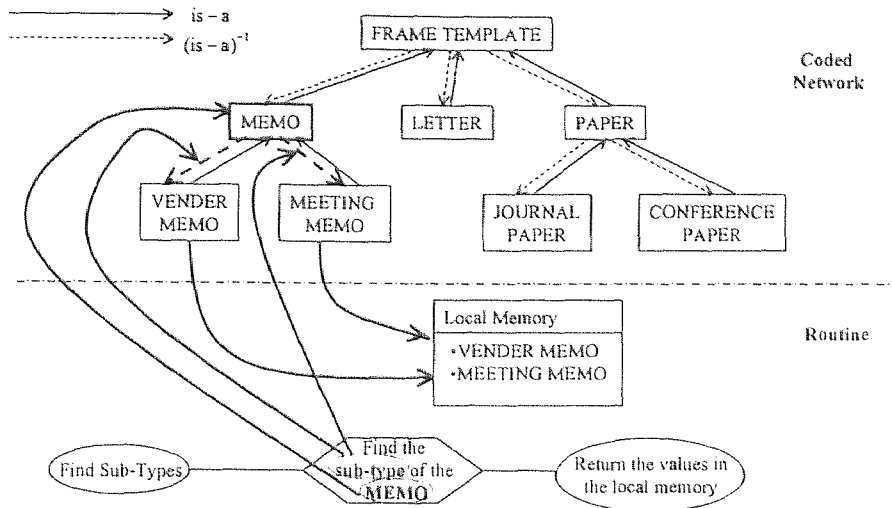 is – a
(is – a)⁻¹
FRAME TEMPLATE
Coded
Network
MEMO
LETTER
PAPER
VENDER
MEMO
MEETING
MEMO
JOURNAL
PAPER
CONFERENCE
PAPER
Local Memory
•VENDER MEMO
•MEETING MEMO
Routine
Find Sub-Types
Find the
sub-type of the
MEMO
Return the values in
the local memory